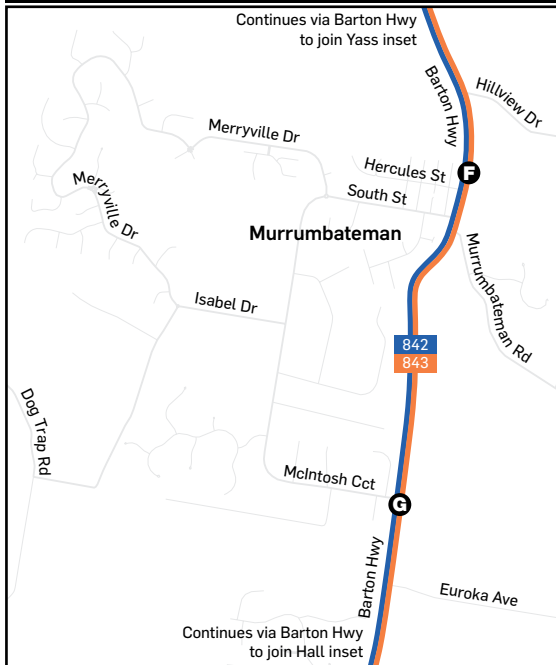 Continues via Barton Hwy
to join Yass inset
Barton Hwy
Hillview Dr
Merryville Dr
Hercules St
F
South St
Merryville Dr
Murrumbateman
Murrumbateman Rd
Isabel Dr
842
843
Dog Trap Rd
McIntosh Cct
G
Barton Hwy
Euroka Ave
Continues via Barton Hwy
to join Hall inset